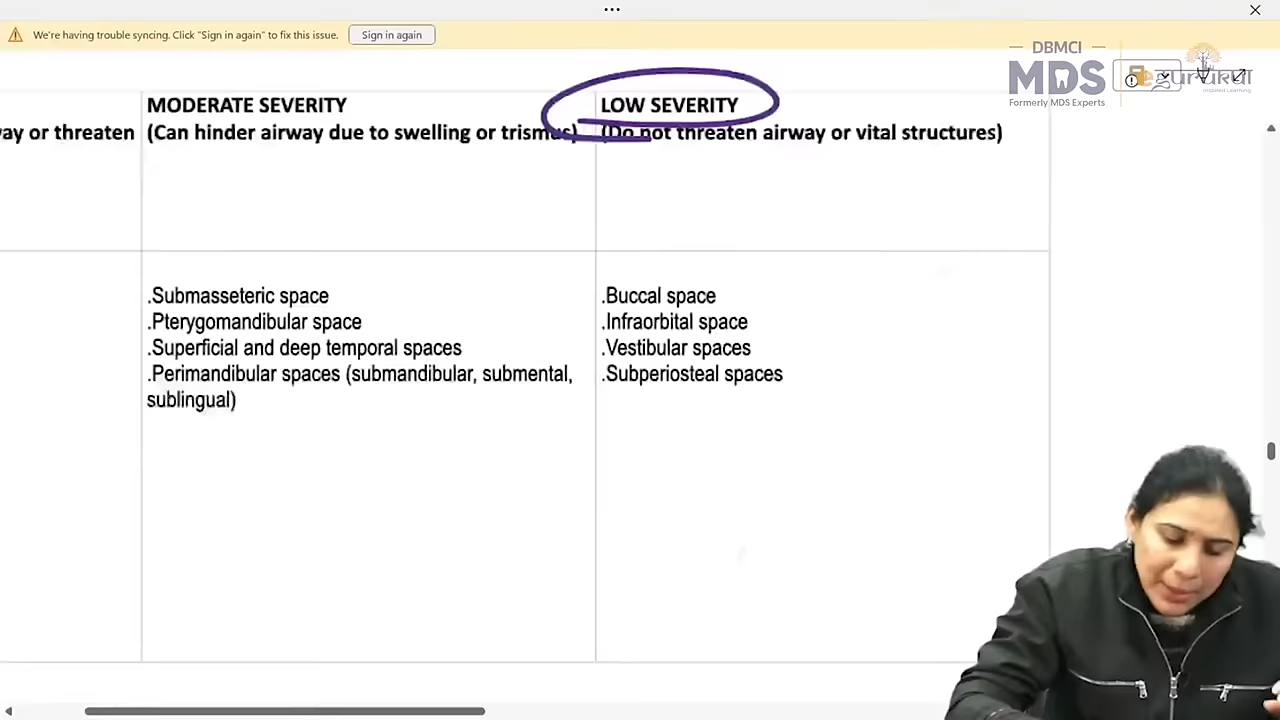 We're having trouble syncing. Click "Sign in again" to fix this issue.
Sign in again
DBMCI
MDS
Formerly MDS Experts
eगुरुकुल
Inspired Learning
MODERATE SEVERITY
ay or threaten (Can hinder airway due to swelling or trismus)
LOW SEVERITY
(Do not threaten airway or vital structures)
.Submasseteric space
.Pterygomandibular space
.Superficial and deep temporal spaces
.Perimandibular spaces (submandibular, submental,
sublingual)
.Buccal space
.Infraorbital space
.Vestibular spaces
.Subperiosteal spaces